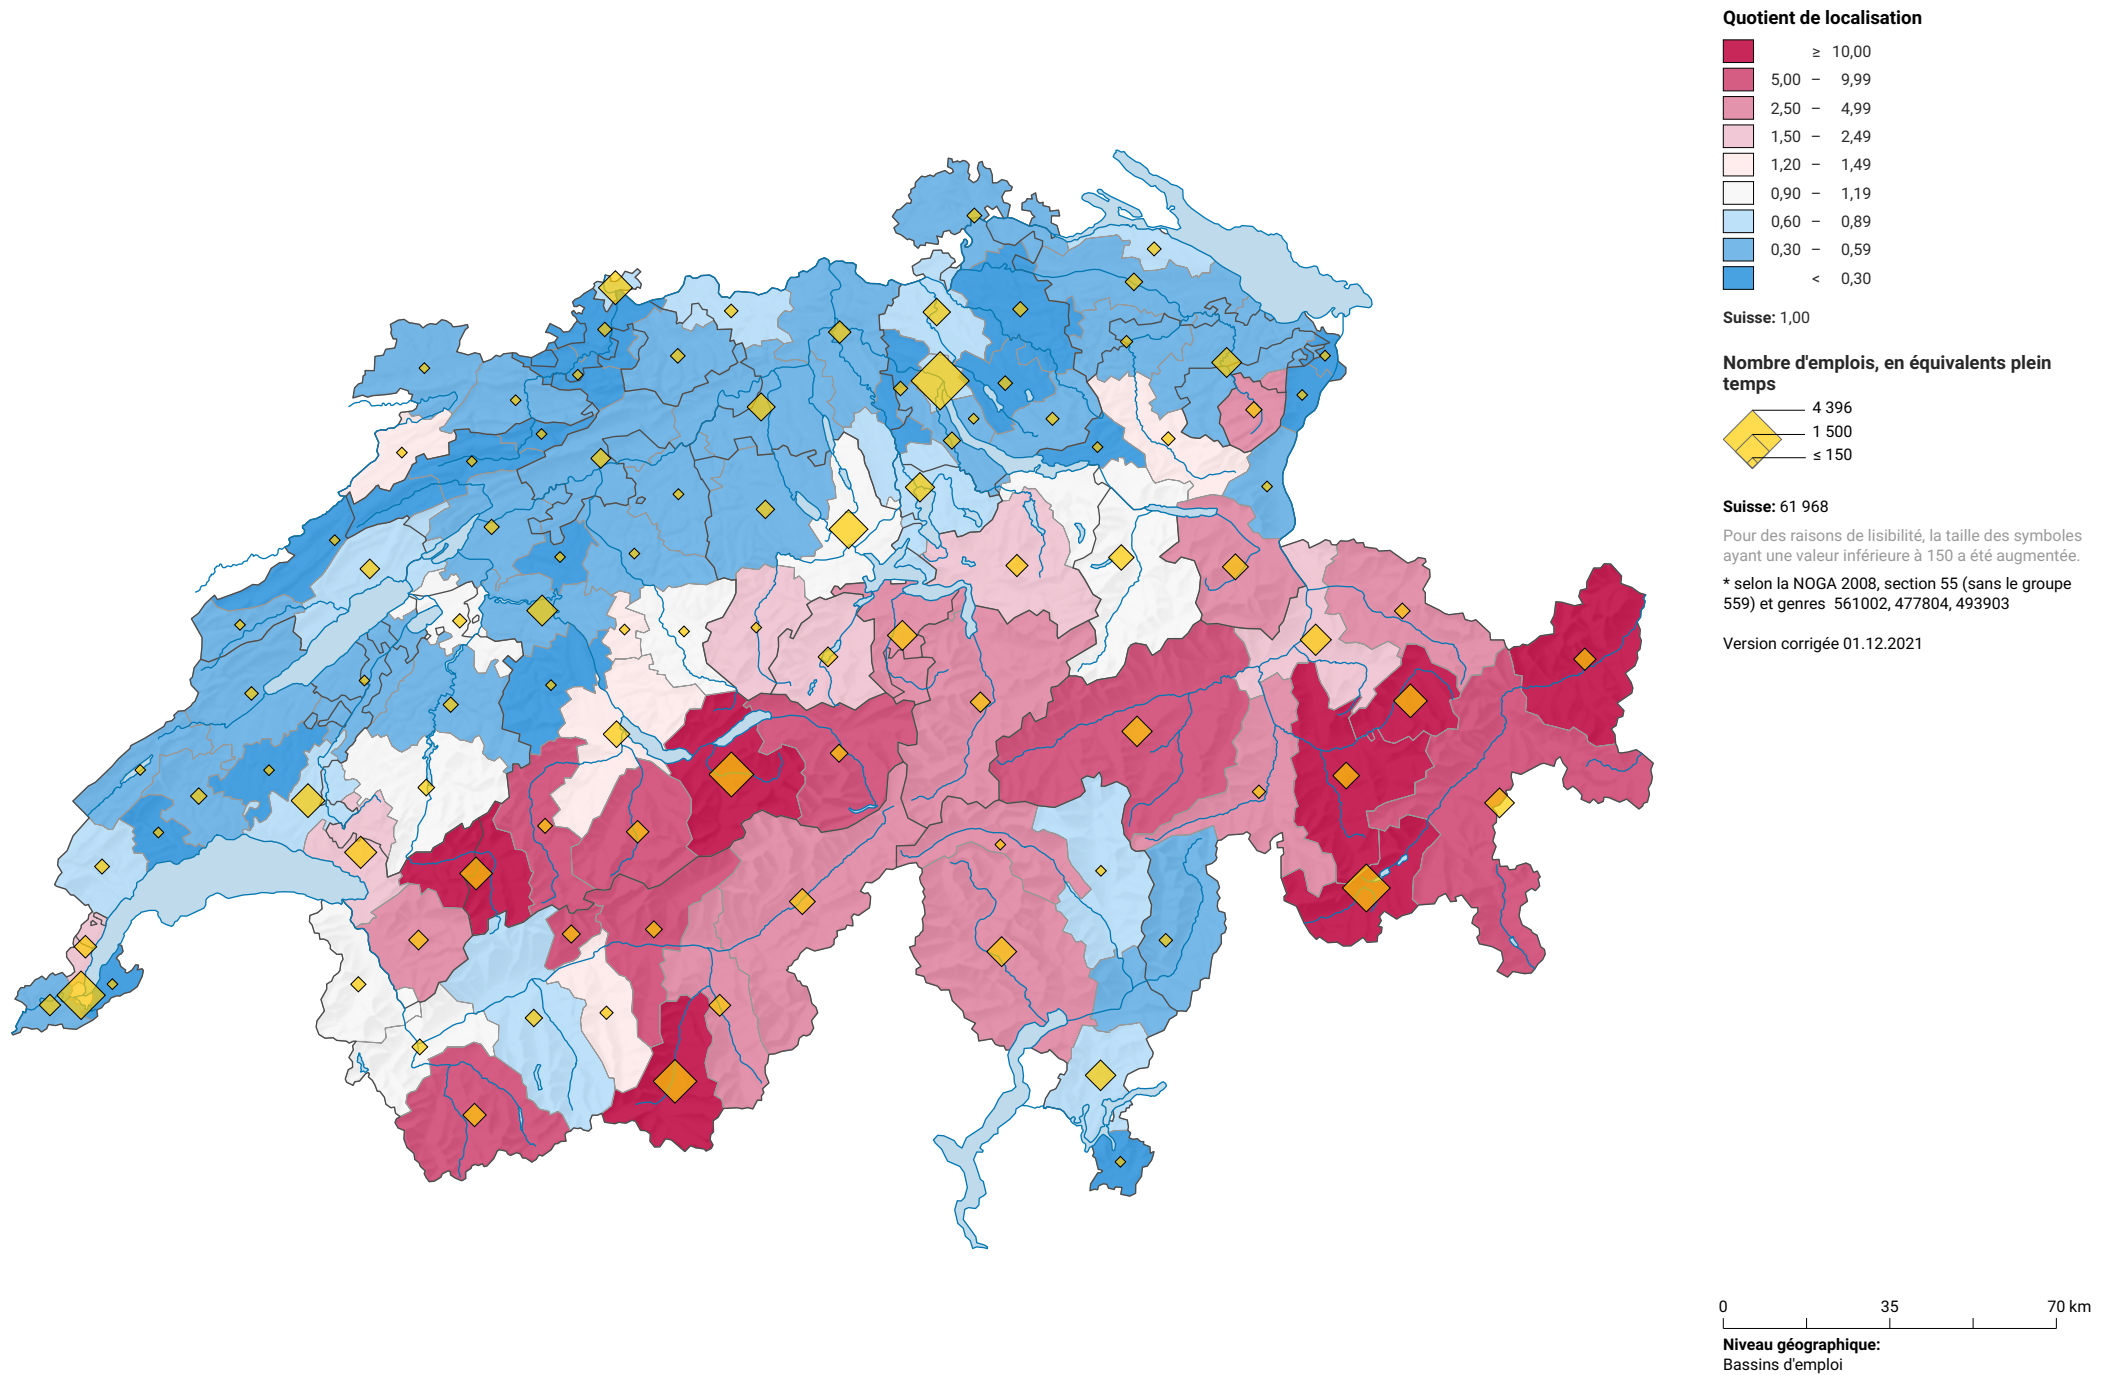 Quotient de localisation
≥ 10,00
5,00 – 9,99
2,50 – 4,99
1,50 – 2,49
1,20 – 1,49
0,90 – 1,19
0,60 – 0,89
0,30 – 0,59
< 0,30
Suisse: 1,00
Nombre d'emplois, en équivalents plein
temps
4 396
1 500
≤ 150
Suisse: 61 968
Pour des raisons de lisibilité, la taille des symboles
ayant une valeur inférieure à 150 a été augmentée.
* selon la NOGA 2008, section 55 (sans le groupe
559) et genres 561002, 477804, 493903
Version corrigée 01.12.2021
0 35 70 km
Niveau géographique:
Bassins d'emploi